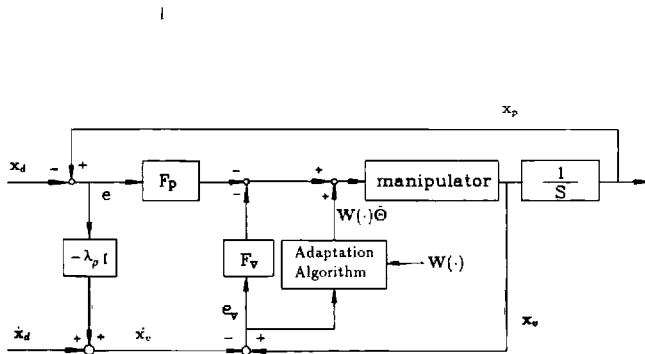 x_p
x_d
- +
e
F_p
-
-
+
+
manipulator
1
S
W(·)Θ̂
-λ_p I
F_v
Adaptation
Algorithm
W(·)
e_v
x_v
ẋ_d
+ +
ẋ_v
- +